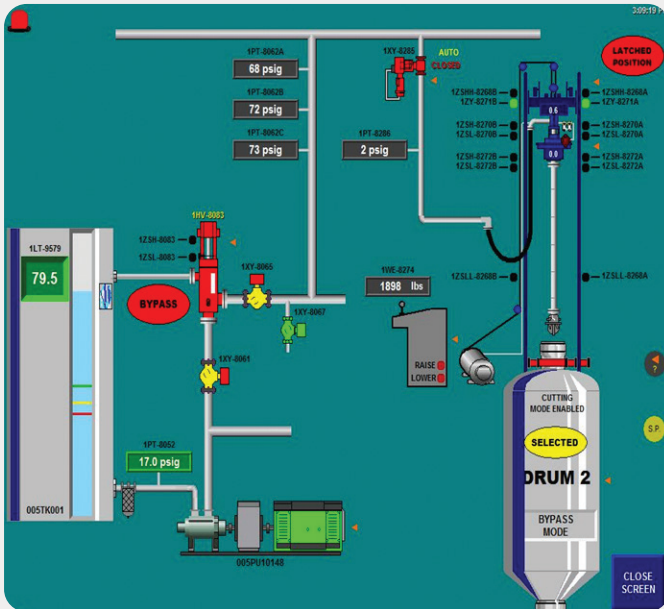 3:09:19 P
1PT-8062A
68 psig
1PT-8062B
72 psig
1PT-8062C
73 psig
1XY-8285
AUTO
CLOSED
1PT-8286
2 psig
LATCHED
POSITION
1ZSHH-8268B
1ZY-8271B
1ZSHH-8268A
1ZY-8271A
0.6
1ZSH-8270B
1ZSL-8270B
1ZSH-8270A
1ZSL-8270A
0.0
1ZSH-8272B
1ZSL-8272B
1ZSH-8272A
1ZSL-8272A
1ZSLL-8268B
1ZSLL-8268A
1HV-8083
1ZSH-8083
1ZSL-8083
BYPASS
1XY-8065
1XY-8067
1XY-8061
1LT-9579
79.5
1WE-8274
1898 lbs
RAISE
LOWER
1PT-8052
17.0 psig
005TK001
005PU10148
CUTTING
MODE ENABLED
SELECTED
DRUM 2
BYPASS
MODE
?
S.P.
CLOSE
SCREEN